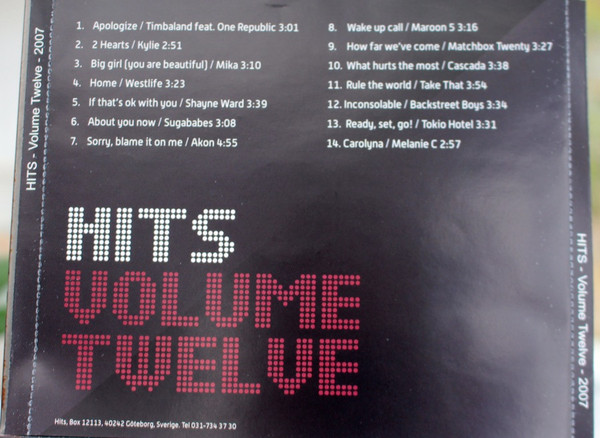 HITS - Volume Twelve - 2007
1. Apologize / Timbaland feat. One Republic 3:01
2. 2 Hearts / Kylie 2:51
3. Big girl (you are beautiful) / Mika 3:10
4. Home / Westlife 3:23
5. If that's ok with you / Shayne Ward 3:39
6. About you now / Sugababes 3:08
7. Sorry, blame it on me / Akon 4:55
8. Wake up call / Maroon 5 3:16
9. How far we've come / Matchbox Twenty 3:27
10. What hurts the most / Cascada 3:38
11. Rule the world / Take That 3:54
12. Inconsolable / Backstreet Boys 3:34
13. Ready, set, go! / Tokio Hotel 3:31
14. Carolyna / Melanie C 2:57
HITS
VOLUME
TWELVE
Hits, Box 12113, 40242 Göteborg, Sverige. Tel 031-734 37 30
HITS - Volume Twelve - 2007